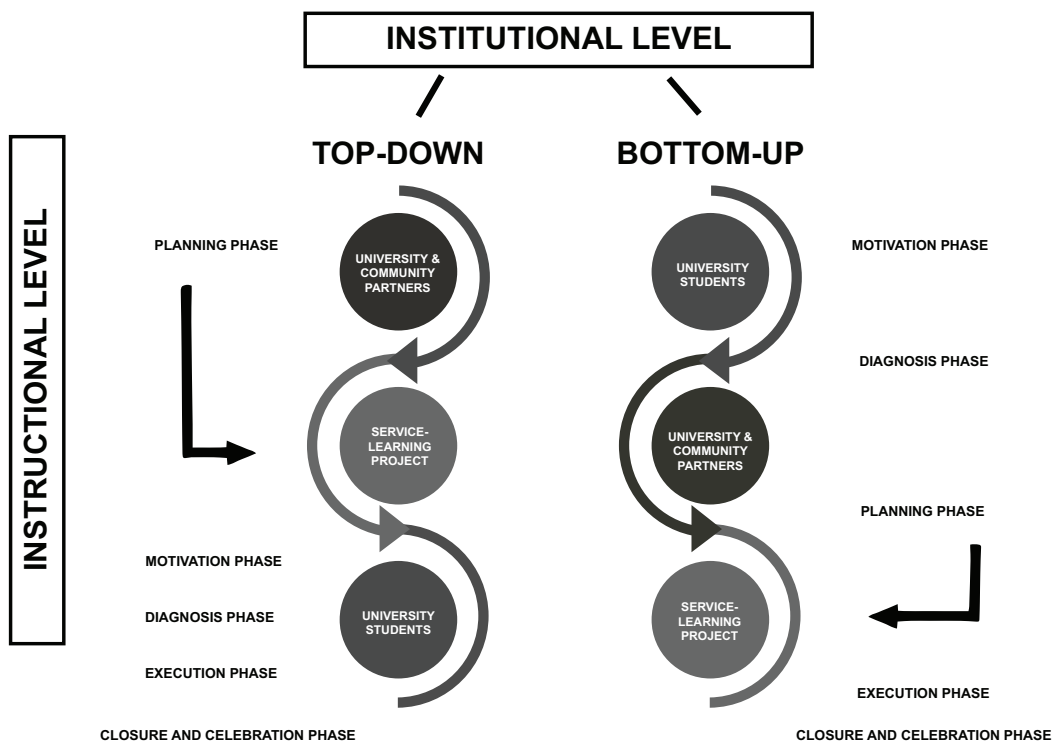 INSTITUTIONAL LEVEL
INSTRUCTIONAL LEVEL
TOP-DOWN
PLANNING PHASE
UNIVERSITY &
COMMUNITY
PARTNERS
SERVICE-
LEARNING
PROJECT
MOTIVATION PHASE
DIAGNOSIS PHASE
UNIVERSITY
STUDENTS
EXECUTION PHASE
CLOSURE AND CELEBRATION PHASE
BOTTOM-UP
MOTIVATION PHASE
UNIVERSITY
STUDENTS
DIAGNOSIS PHASE
UNIVERSITY &
COMMUNITY
PARTNERS
PLANNING PHASE
SERVICE-
LEARNING
PROJECT
EXECUTION PHASE
CLOSURE AND CELEBRATION PHASE